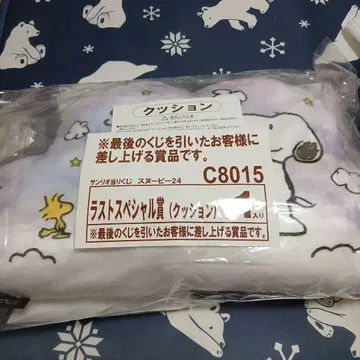 クッション
※最後のくじを引いたお客様に
差し上げる賞品です。
サンリオ当りくじ スヌーピー24
C8015
ラストスペシャル賞（クッション） 1入り
※最後のくじを引いたお客様に差し上げる賞品です。